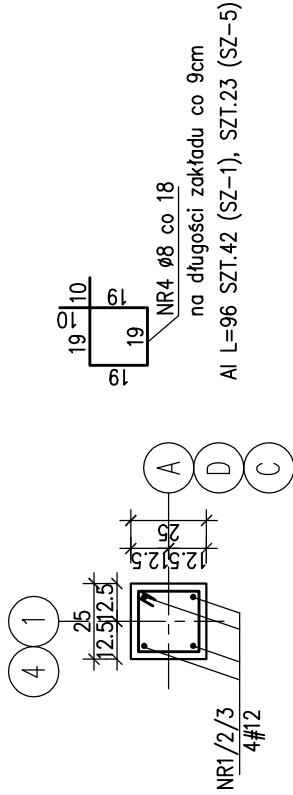 10
10
19
19
19
19
NR4 ø8 co 18
na długości zakładu co 9cm
AI L=96 SZT.42 (SZ-1), SZT.23 (SZ-5)
4
1
25
12.5
12.5
25
12.5
12.5
A
D
C
NR1/2/3
4#12